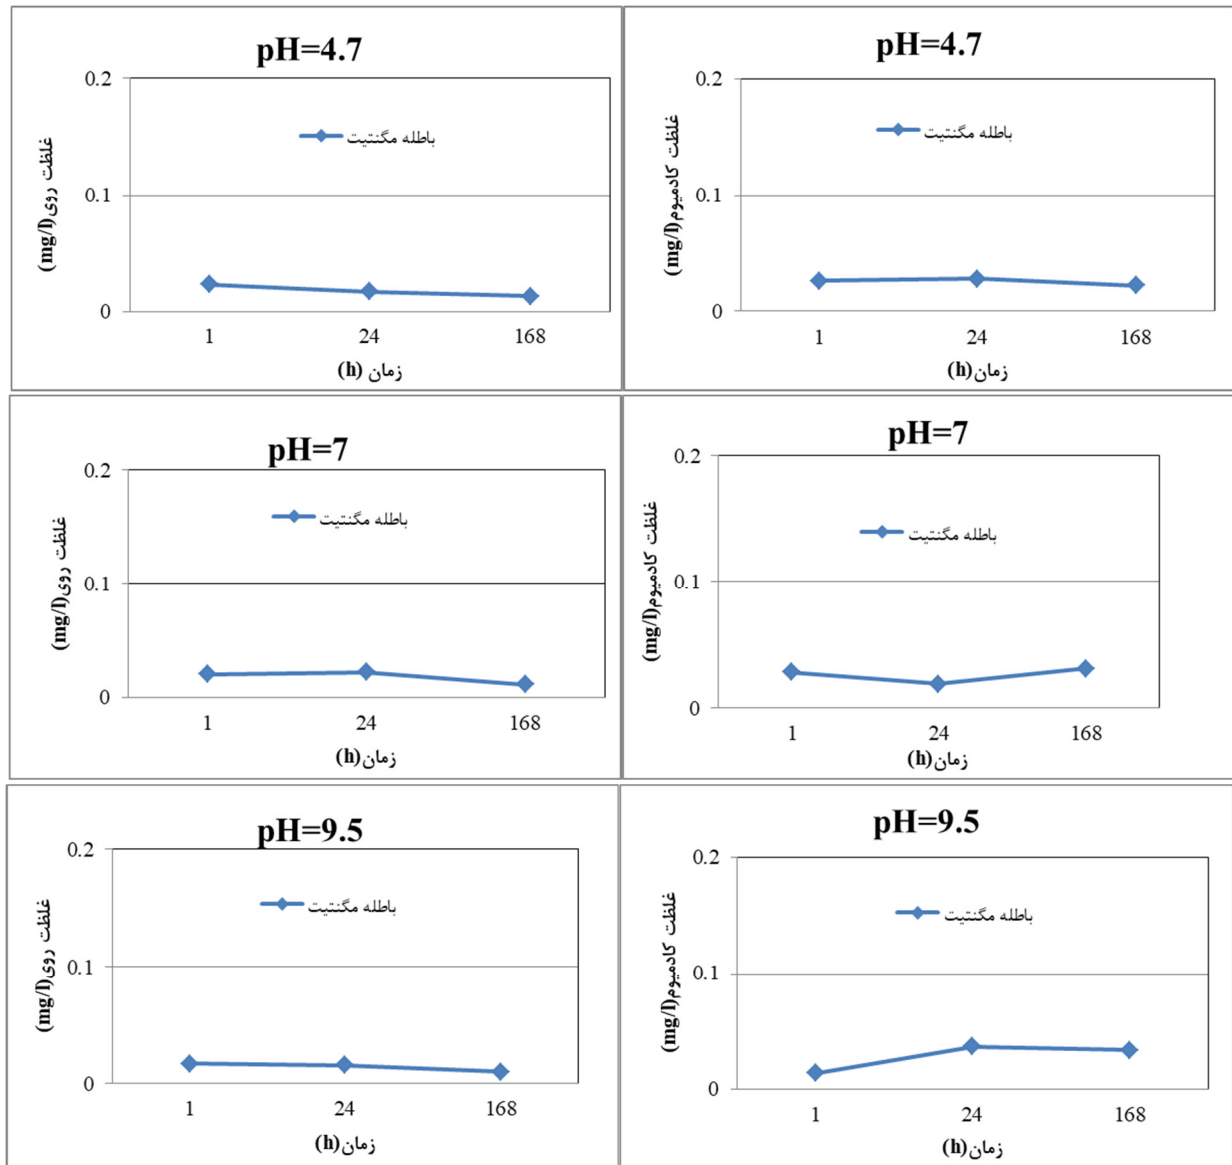 pH=4.7
0.2
باطله مگنتیت
0.1
0
غلظت روی(mg/l)
1 24 168
زمان (h)
pH=4.7
0.2
باطله مگنتیت
0.1
0
غلظت کادمیوم(mg/l)
1 24 168
زمان(h)
pH=7
0.2
باطله مگنتیت
0.1
0
غلظت روی(mg/l)
1 24 168
زمان(h)
pH=7
0.2
باطله مگنتیت
0.1
0
غلظت کادمیوم(mg/l)
1 24 168
زمان(h)
pH=9.5
0.2
باطله مگنتیت
0.1
0
غلظت روی(mg/l)
1 24 168
زمان(h)
pH=9.5
0.2
باطله مگنتیت
0.1
0
غلظت کادمیوم(mg/l)
1 24 168
زمان(h)